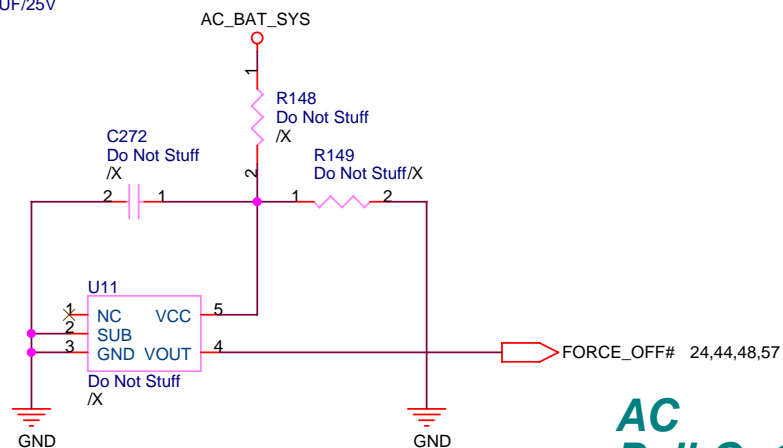 UF/25V
AC_BAT_SYS
1
R148
Do Not Stuff
/X
2
C272
Do Not Stuff
/X
2 1
R149
Do Not Stuff/X
1 2
U11
1 NC VCC 5
2 SUB
3 GND VOUT 4
Do Not Stuff
/X
FORCE_OFF# 24,44,48,57
GND
GND
AC